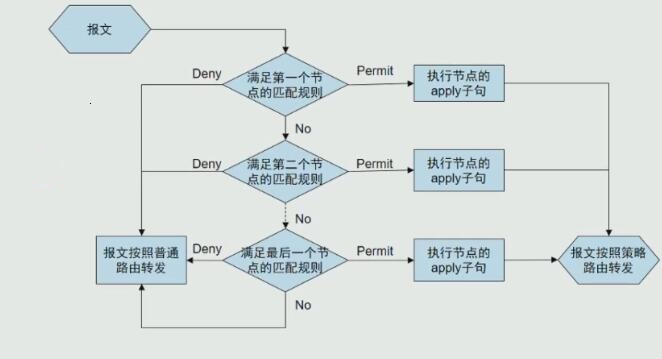 报文
Deny
满足第一个节
点的匹配规则
Permit
执行节点的
apply子句
No
Deny
满足第二个节
点的匹配规则
Permit
执行节点的
apply子句
No
报文按照普通
路由转发
Deny
满足最后一个节
点的匹配规则
Permit
执行节点的
apply子句
报文按照策略
路由转发
No